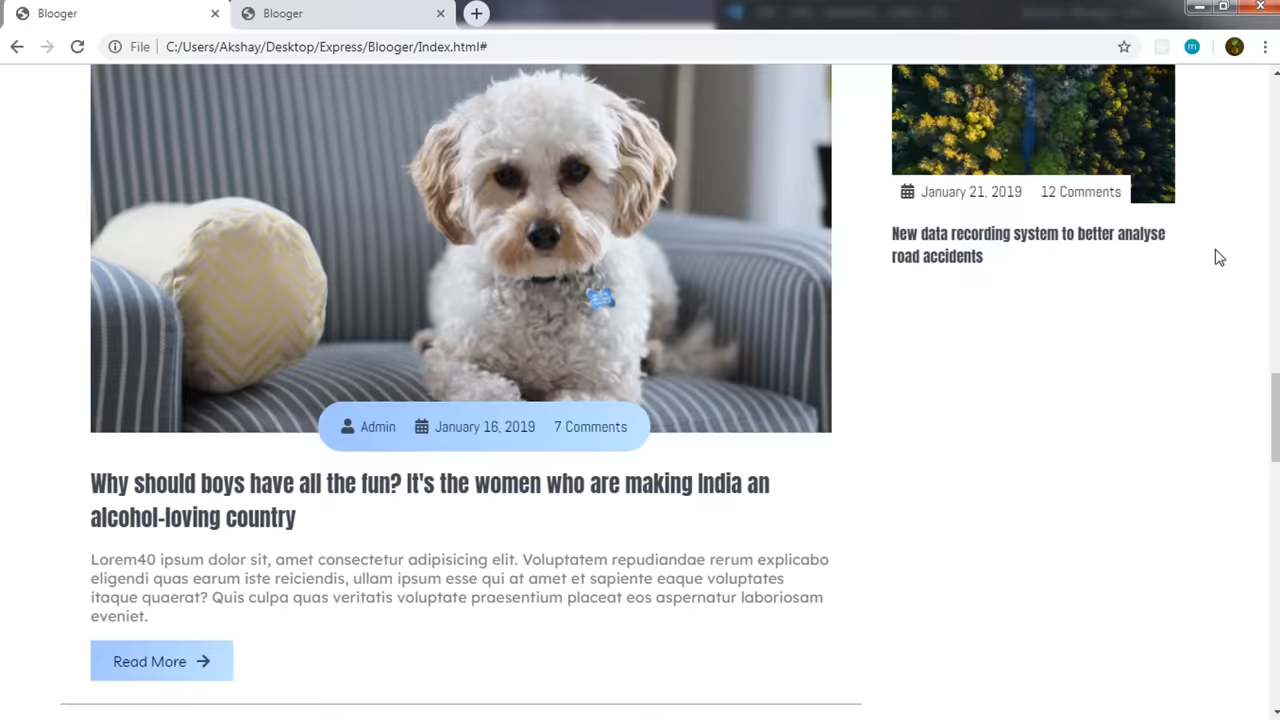 Blooger
Blooger
File
C:/Users/Akshay/Desktop/Express/Blooger/Index.html#
m
January 21, 2019 12 Comments
New data recording system to better analyse
road accidents
Admin January 16, 2019 7 Comments
Why should boys have all the fun? It's the women who are making India an
alcohol-loving country
Lorem40 ipsum dolor sit, amet consectetur adipisicing elit. Voluptatem repudiandae rerum explicabo
eligendi quas earum iste reiciendis, ullam ipsum esse qui at amet et sapiente eaque voluptates
itaque quaerat? Quis culpa quas veritatis voluptate praesentium placeat eos aspernatur laboriosam
eveniet.
Read More